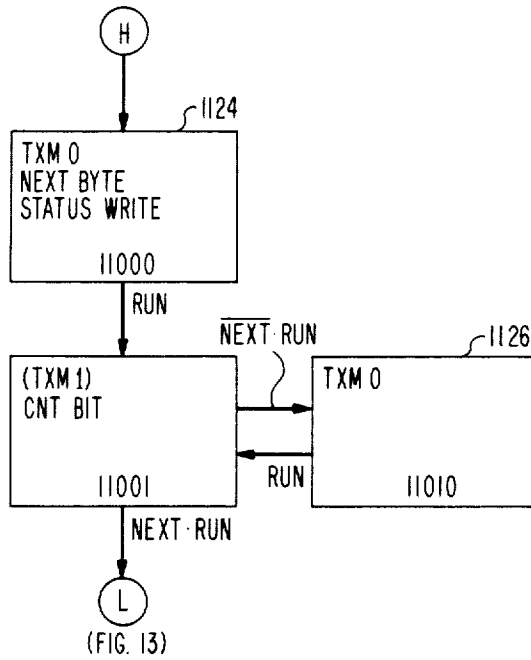 H
1124
TXM 0
NEXT BYTE
STATUS WRITE
11000
RUN
N̅E̅X̅T̅·RUN
1126
(TXM 1)
CNT BIT
11001
TXM 0
11010
RUN
NEXT·RUN
L
(FIG. 13)